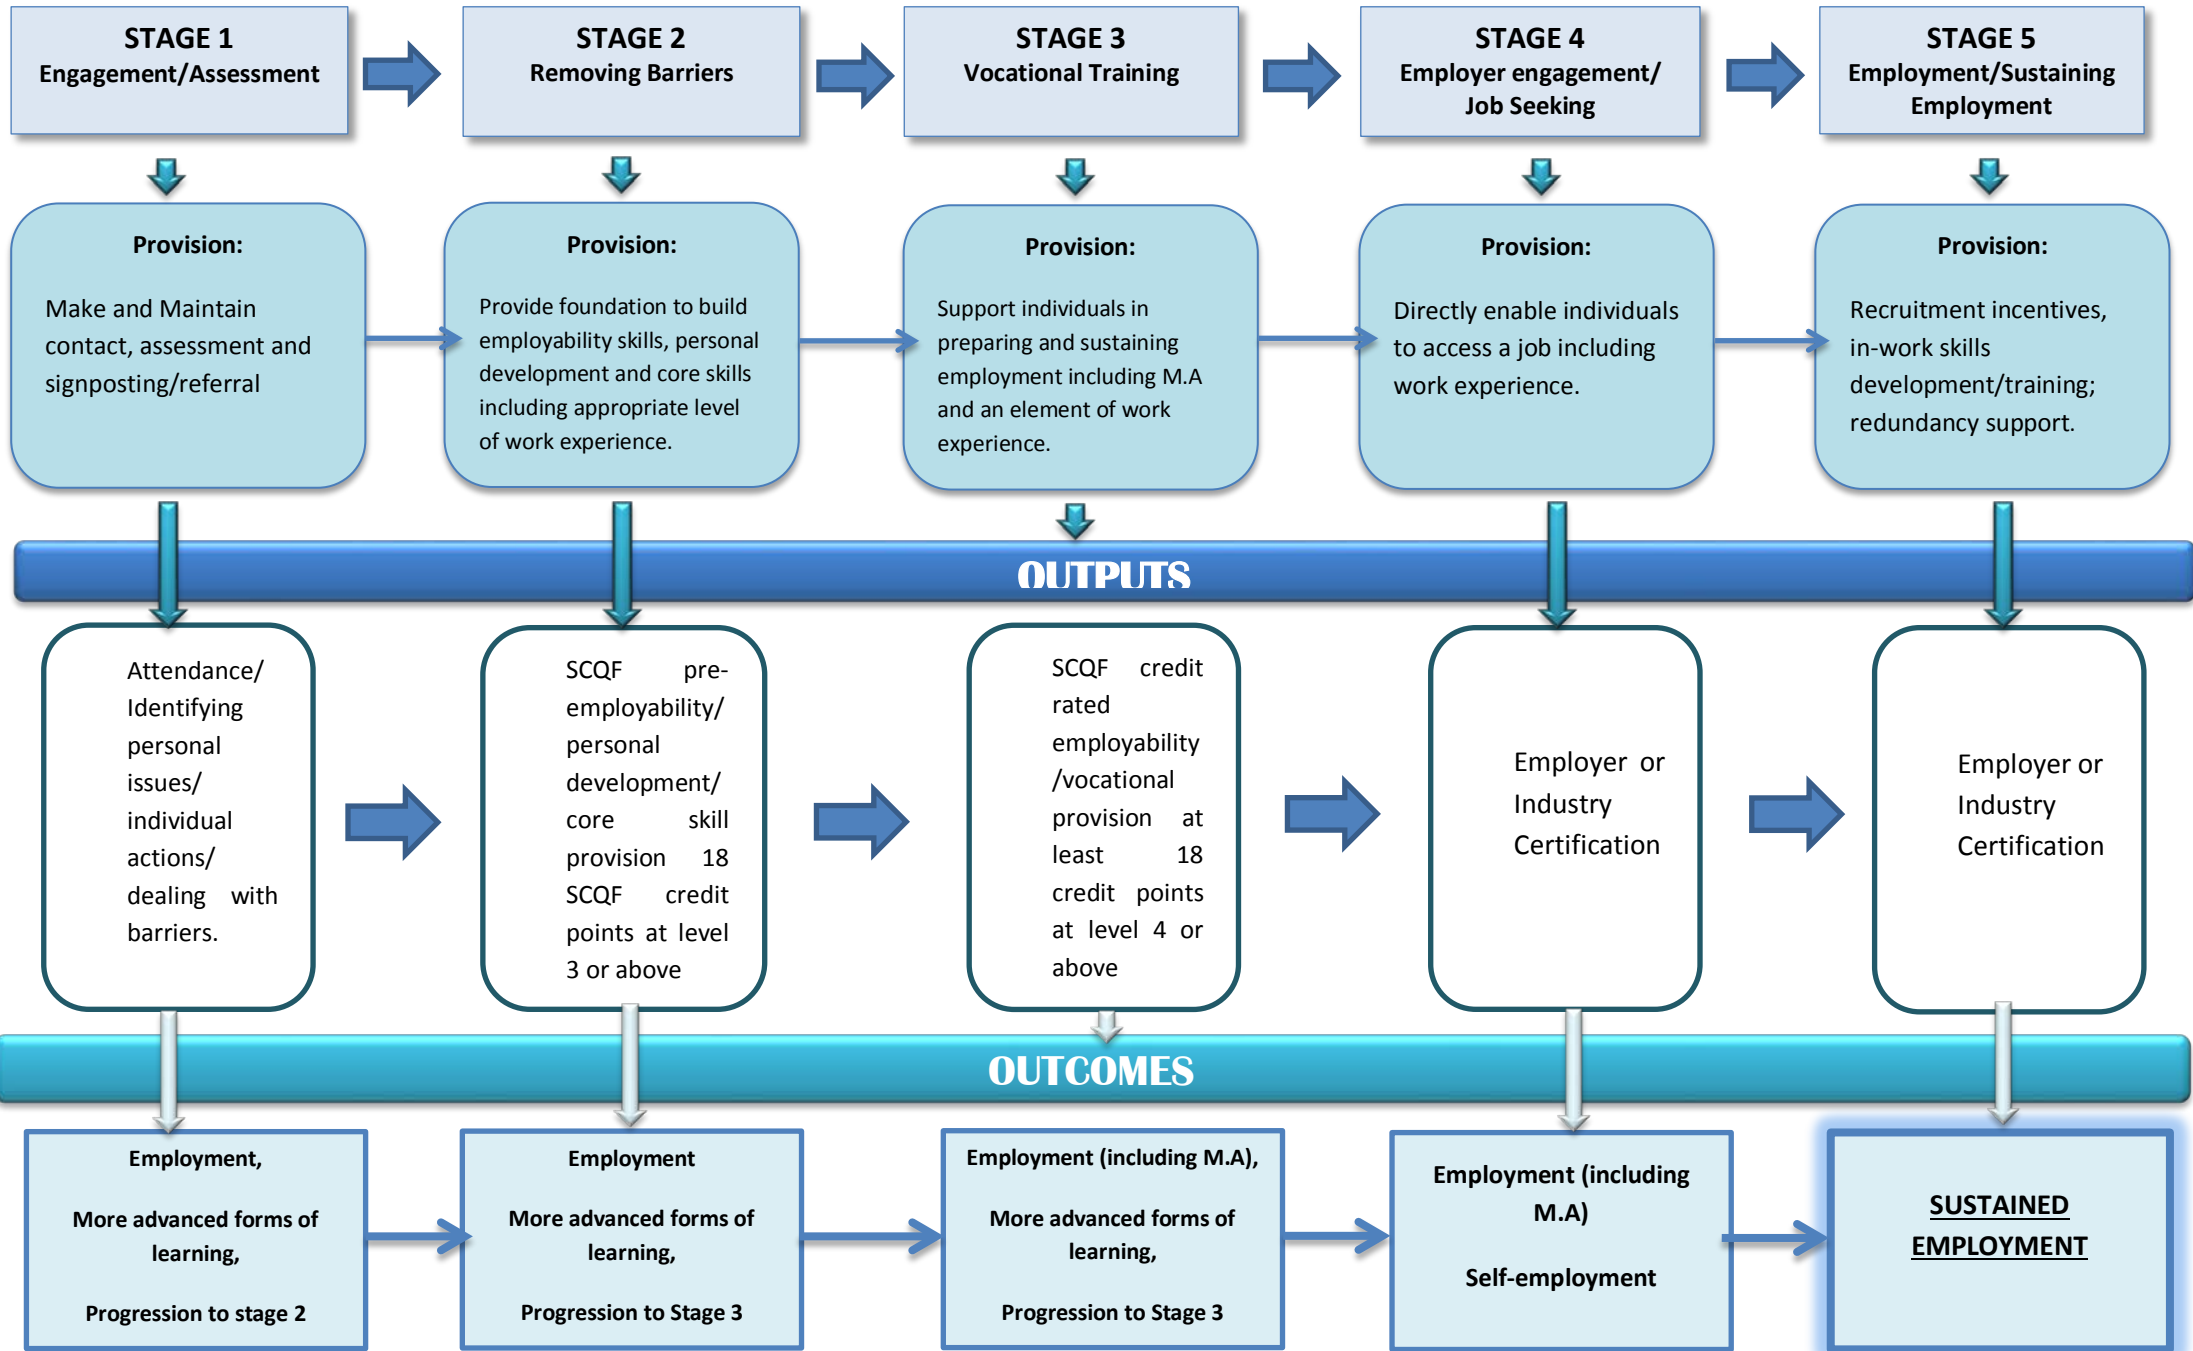 STAGE 1
Engagement/Assessment
STAGE 2
Removing Barriers
STAGE 3
Vocational Training
STAGE 4
Employer engagement/
Job Seeking
STAGE 5
Employment/Sustaining
Employment
Provision:
Make and Maintain
contact, assessment and
signposting/referral
Provision:
Provide foundation to build
employability skills, personal
development and core skills
including appropriate level
of work experience.
Provision:
Support individuals in
preparing and sustaining
employment including M.A
and an element of work
experience.
Provision:
Directly enable individuals
to access a job including
work experience.
Provision:
Recruitment incentives,
in-work skills
development/training;
redundancy support.
OUTPUTS
Attendance/
Identifying
personal
issues/
individual
actions/
dealing with
barriers.
SCQF pre-
employability/
personal
development/
core skill
provision 18
SCQF credit
points at level
3 or above
SCQF credit
rated
employability
/vocational
provision at
least 18
credit points
at level 4 or
above
Employer or
Industry
Certification
Employer or
Industry
Certification
OUTCOMES
Employment,
More advanced forms of
learning,
Progression to stage 2
Employment
More advanced forms of
learning,
Progression to Stage 3
Employment (including M.A),
More advanced forms of
learning,
Progression to Stage 3
Employment (including
M.A)
Self-employment
SUSTAINED
EMPLOYMENT